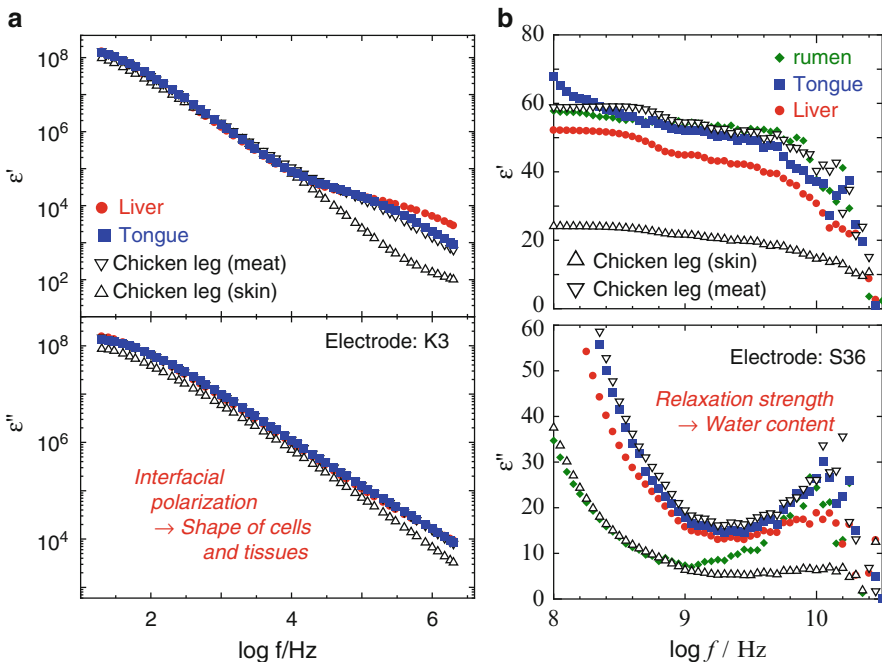 a
10⁸
10⁶
10⁴
10²
ε'
Liver
Tongue
Chicken leg (meat)
Chicken leg (skin)
10⁸
10⁶
10⁴
ε''
Electrode: K3
Interfacial
polarization
→ Shape of cells
and tissues
2
3
4
5
6
log f/Hz
b
80
60
40
20
0
ε'
rumen
Tongue
Liver
Chicken leg (skin)
Chicken leg (meat)
60
50
40
30
20
10
0
ε''
Electrode: S36
Relaxation strength
→ Water content
8
9
10
log f / Hz